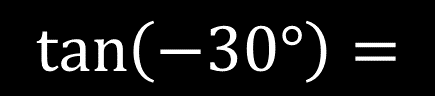 tan(−30°) =